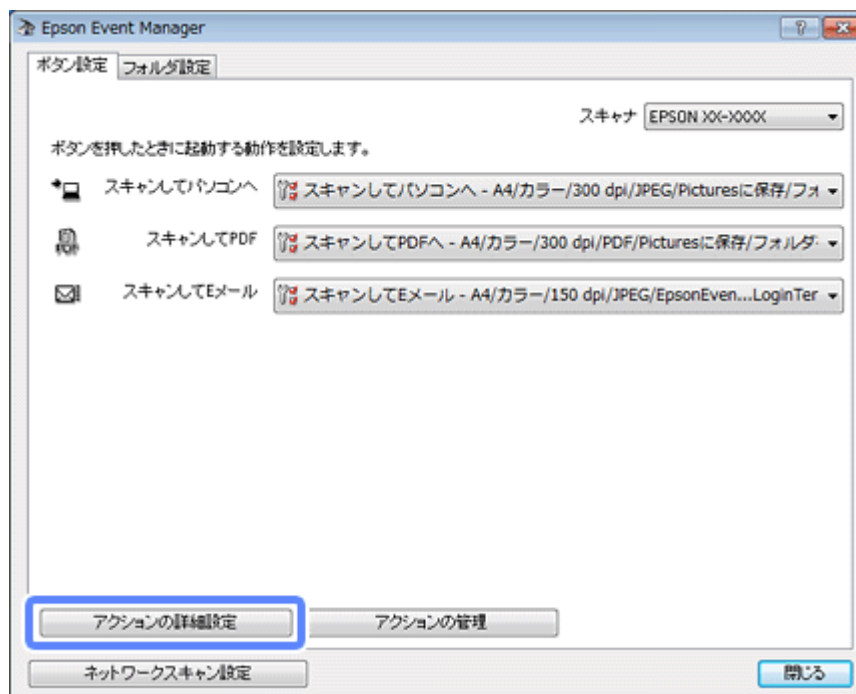 Epson Event Manager
ボタン設定 フォルダ設定
スキャナ EPSON XX-XXXX
ボタンを押したときに起動する動作を設定します。
スキャンしてパソコンへ スキャンしてパソコンへ - A4/カラー/300 dpi/JPEG/Picturesに保存/フォ
PDF スキャンしてPDF スキャンしてPDFへ - A4/カラー/300 dpi/PDF/Picturesに保存/フォルダ
スキャンしてEメール スキャンしてEメール - A4/カラー/150 dpi/JPEG/EpsonEven...LoginTer
アクションの詳細設定 アクションの管理
ネットワークスキャン設定 閉じる